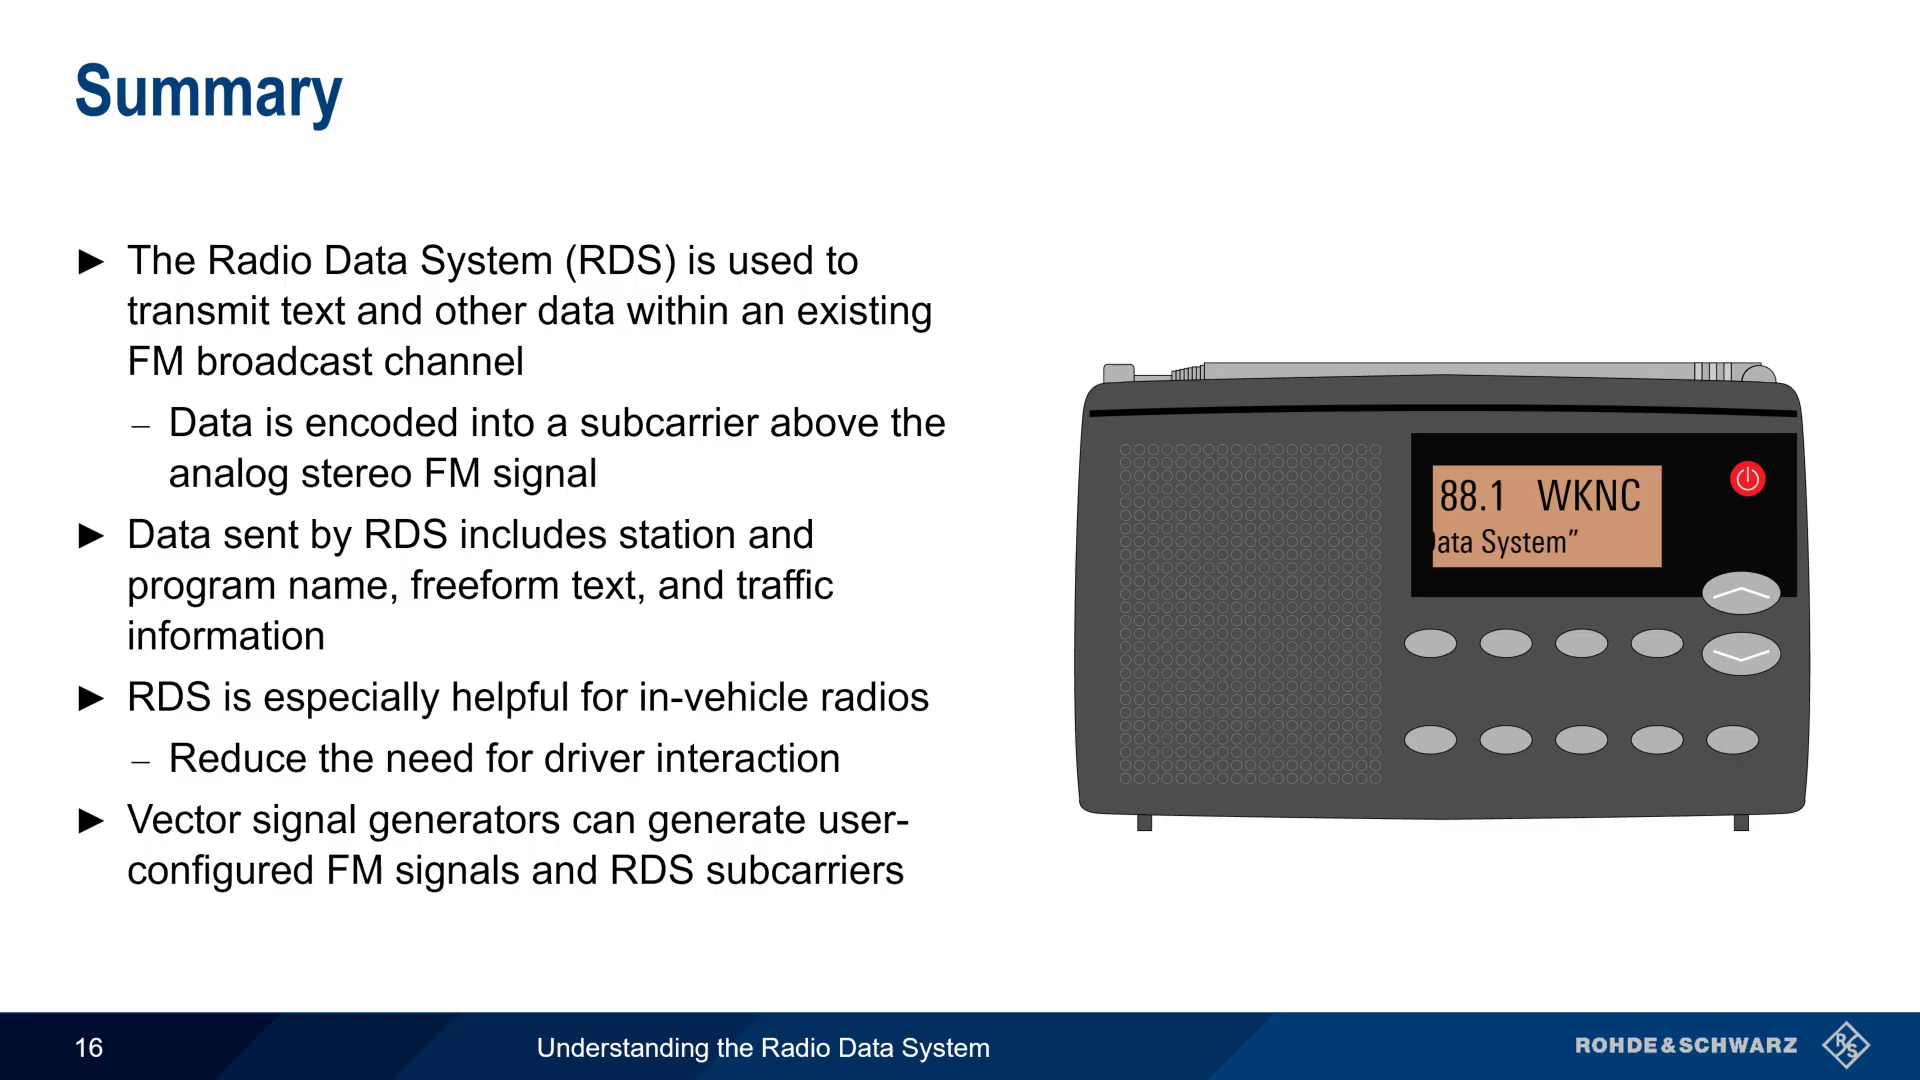 Summary
► The Radio Data System (RDS) is used to
transmit text and other data within an existing
FM broadcast channel
– Data is encoded into a subcarrier above the
analog stereo FM signal
► Data sent by RDS includes station and
program name, freeform text, and traffic
information
► RDS is especially helpful for in-vehicle radios
– Reduce the need for driver interaction
► Vector signal generators can generate user-
configured FM signals and RDS subcarriers
88.1 WKNC
ata System”
16
Understanding the Radio Data System
ROHDE&SCHWARZ
RS